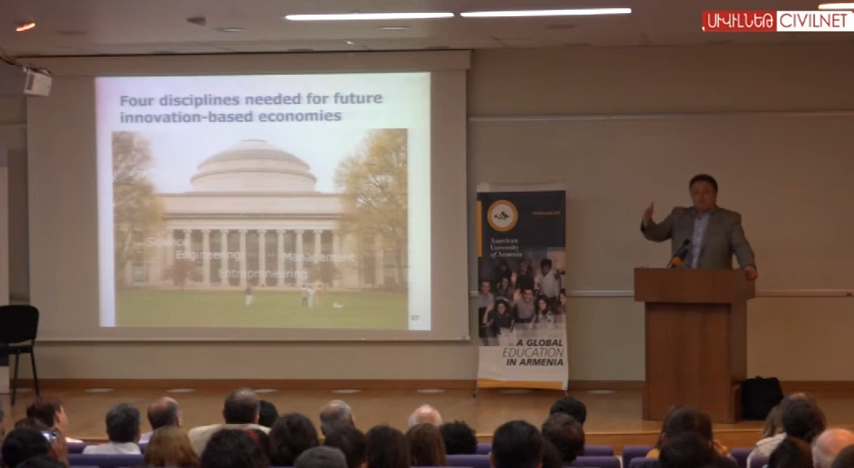 ՍԻՎԻԼՆԵԹ CIVILNET
Four disciplines needed for future
innovation-based economies
Science
Engineering
Management
Entrepreneuring
American
University
of Armenia
A GLOBAL
EDUCATION
IN ARMENIA